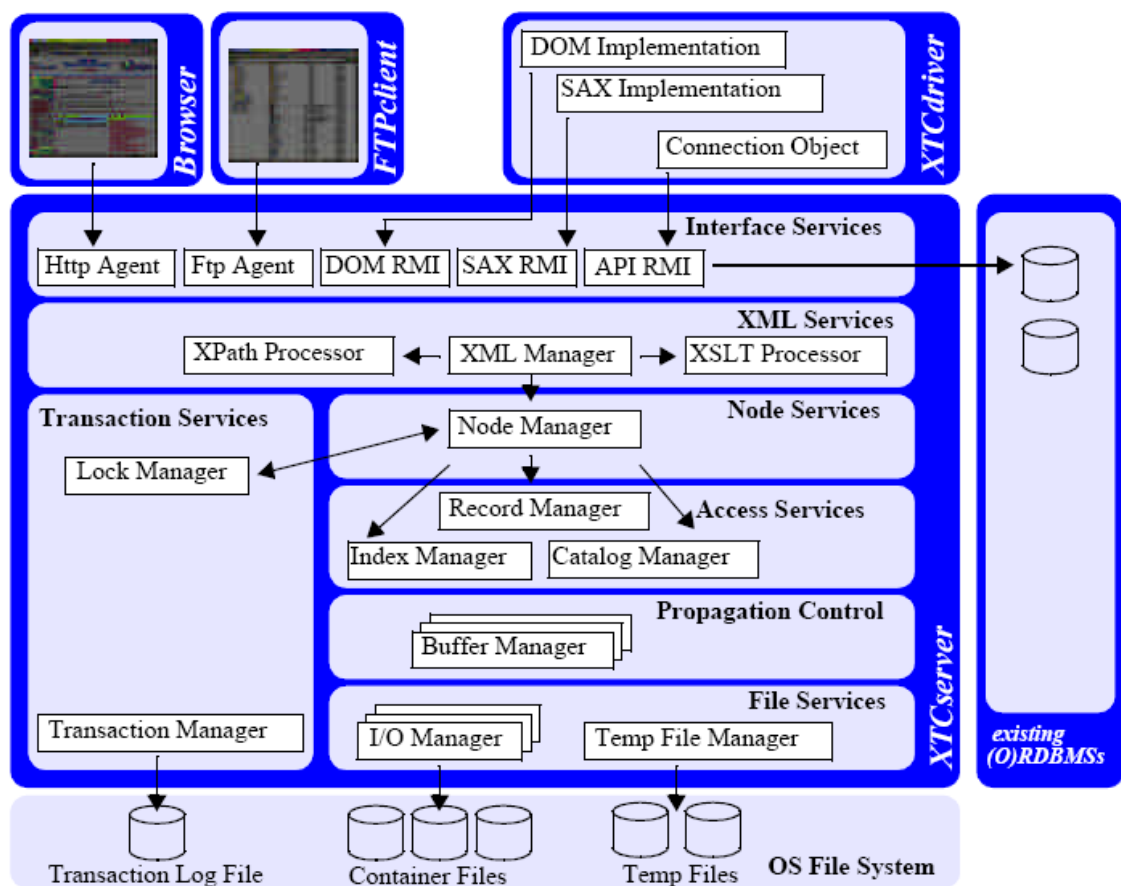 Browser
FTPclient
DOM Implementation
SAX Implementation
Connection Object
XTCdriver
Interface Services
Http Agent
Ftp Agent
DOM RMI
SAX RMI
API RMI
XML Services
XPath Processor
XML Manager
XSLT Processor
Transaction Services
Lock Manager
Transaction Manager
Node Services
Node Manager
Record Manager
Access Services
Index Manager
Catalog Manager
Propagation Control
Buffer Manager
File Services
I/O Manager
Temp File Manager
XTCserver
existing
(O)RDBMSs
Transaction Log File
Container Files
Temp Files
OS File System